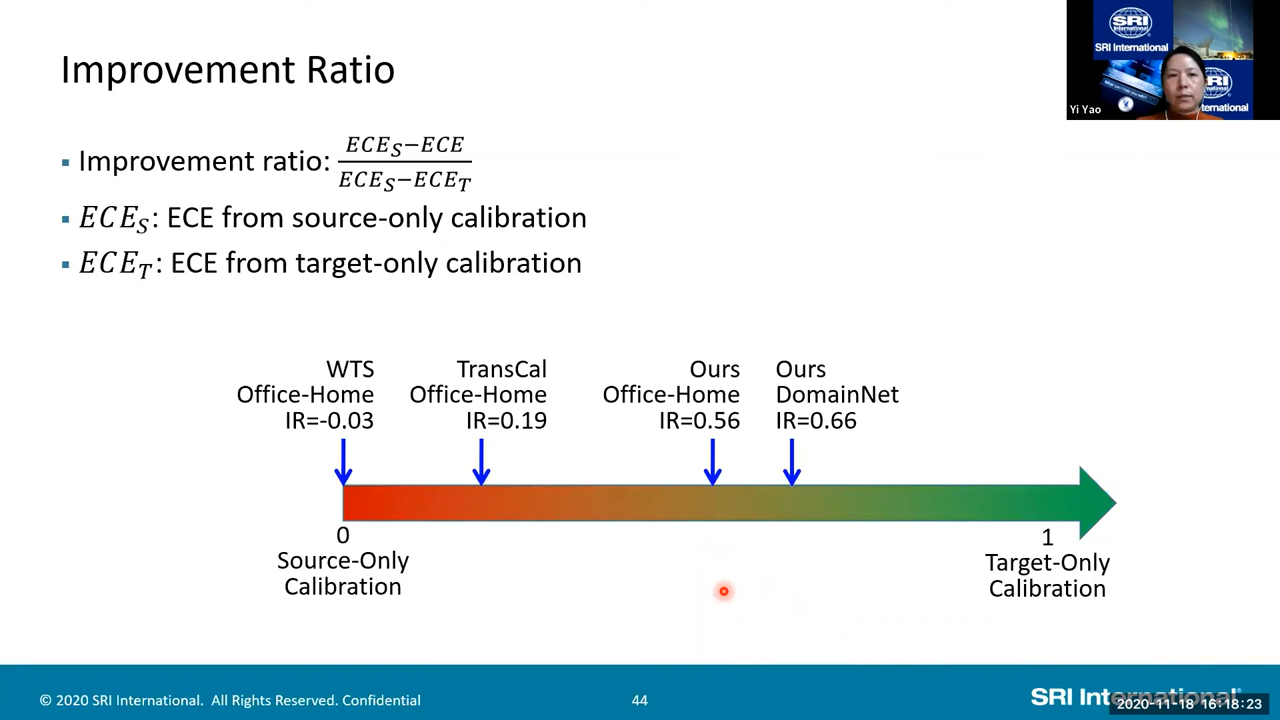 Improvement Ratio
▪ Improvement ratio: \frac{ECE_S-ECE}{ECE_S-ECE_T}
▪ ECE_S: ECE from source-only calibration
▪ ECE_T: ECE from target-only calibration
WTS
Office-Home
IR=-0.03
TransCal
Office-Home
IR=0.19
Ours
Office-Home
IR=0.56
Ours
DomainNet
IR=0.66
0
Source-Only
Calibration
1
Target-Only
Calibration
© 2020 SRI International. All Rights Reserved. Confidential
44
SRI International
2020-11-18 16:18:23
SRI International
SRI
International
Yi Yao